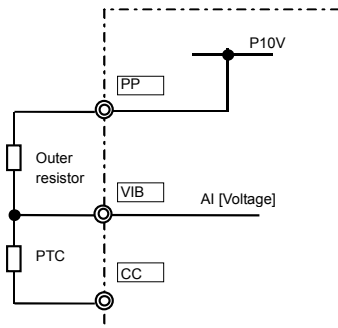 P10V
PP
Outer
resistor
VIB
AI [Voltage]
PTC
CC